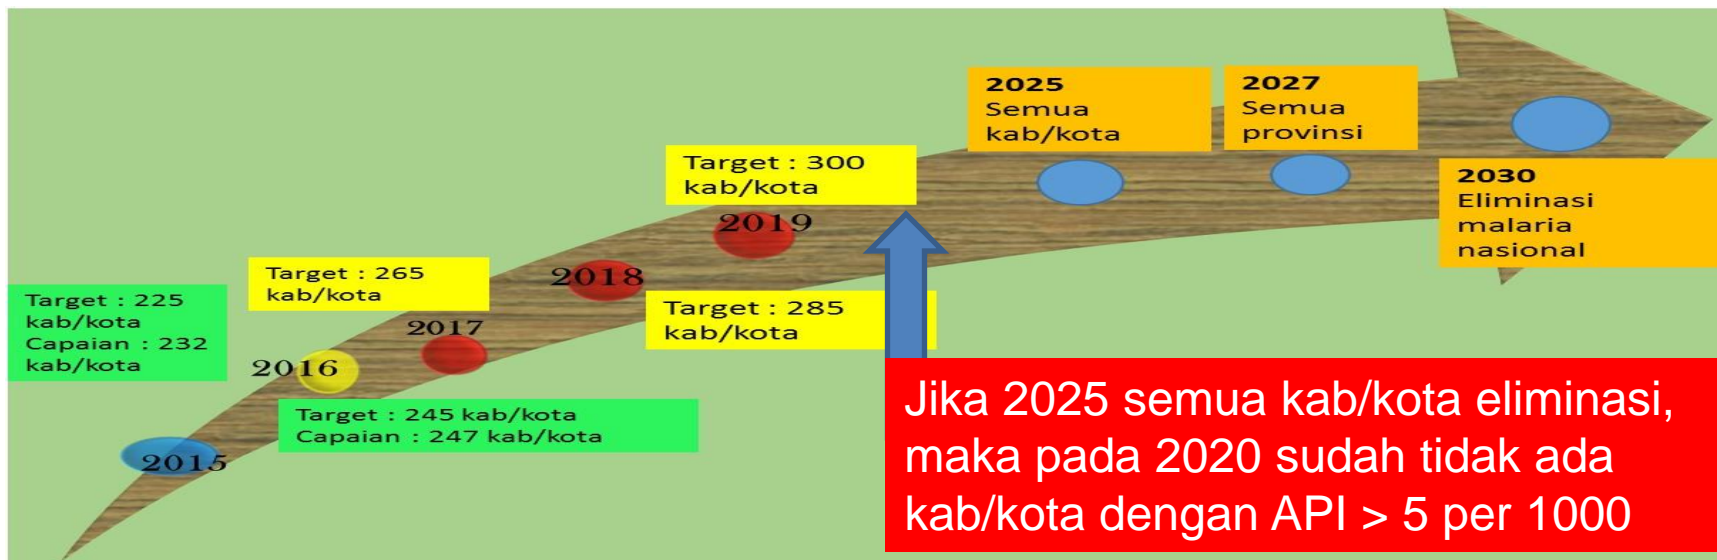 Target : 225
kab/kota
Capaian : 232
kab/kota
2015
2016
Target : 245 kab/kota
Capaian : 247 kab/kota
Target : 265
kab/kota
2017
2018
Target : 285
kab/kota
Target : 300
kab/kota
2019
2025
Semua
kab/kota
2027
Semua
provinsi
2030
Eliminasi
malaria
nasional
Jika 2025 semua kab/kota eliminasi,
maka pada 2020 sudah tidak ada
kab/kota dengan API > 5 per 1000